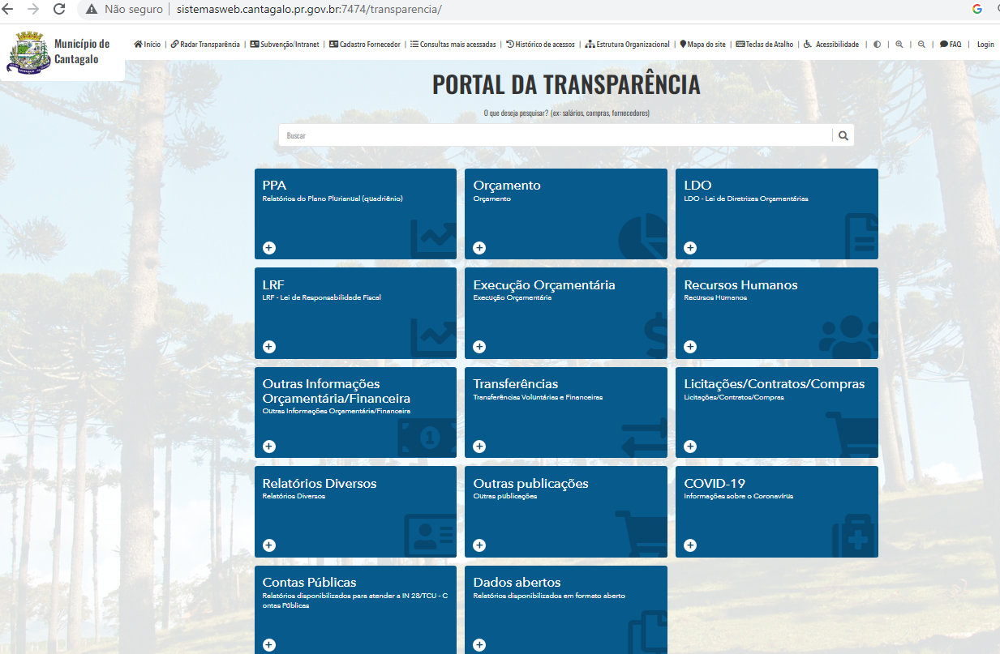 Não seguro | sistemasweb.cantagalo.pr.gov.br:7474/transparencia/
Município de
Cantagalo
Início | Radar Transparência | Subvenção/Intranet | Cadastro Fornecedor | Consultas mais acessadas | Histórico de acessos | Estrutura Organizacional | Mapa do site | Teclas de Atalho | Acessibilidade | | | | FAQ | Login
PORTAL DA TRANSPARÊNCIA
O que deseja pesquisar? (ex: salários, compras, fornecedores)
Buscar
PPA
Relatórios do Plano Plurianual (quadriênio)
Orçamento
Orçamento
LDO
LDO - Lei de Diretrizes Orçamentárias
LRF
LRF - Lei de Responsabilidade Fiscal
Execução Orçamentária
Execução Orçamentária
Recursos Humanos
Recursos Humanos
Outras Informações
Orçamentária/Financeira
Outras Informações Orçamentária/Financeira
1
Transferências
Transferências Voluntárias e Financeiras
Licitações/Contratos/Compras
Licitações/Contratos/Compras
Relatórios Diversos
Relatórios Diversos
Outras publicações
Outras publicações
COVID-19
Informações sobre o Coronavírus
Contas Públicas
Relatórios disponibilizados para atender a IN 28/TCU - C
ontas Públicas
Dados abertos
Relatórios disponibilizados em formato aberto